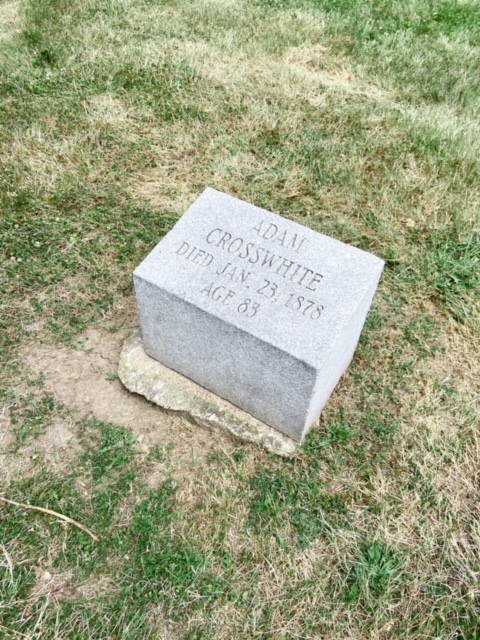 ADAM
CROSSWHITE
DIED JAN. 23, 1878
AGE 83